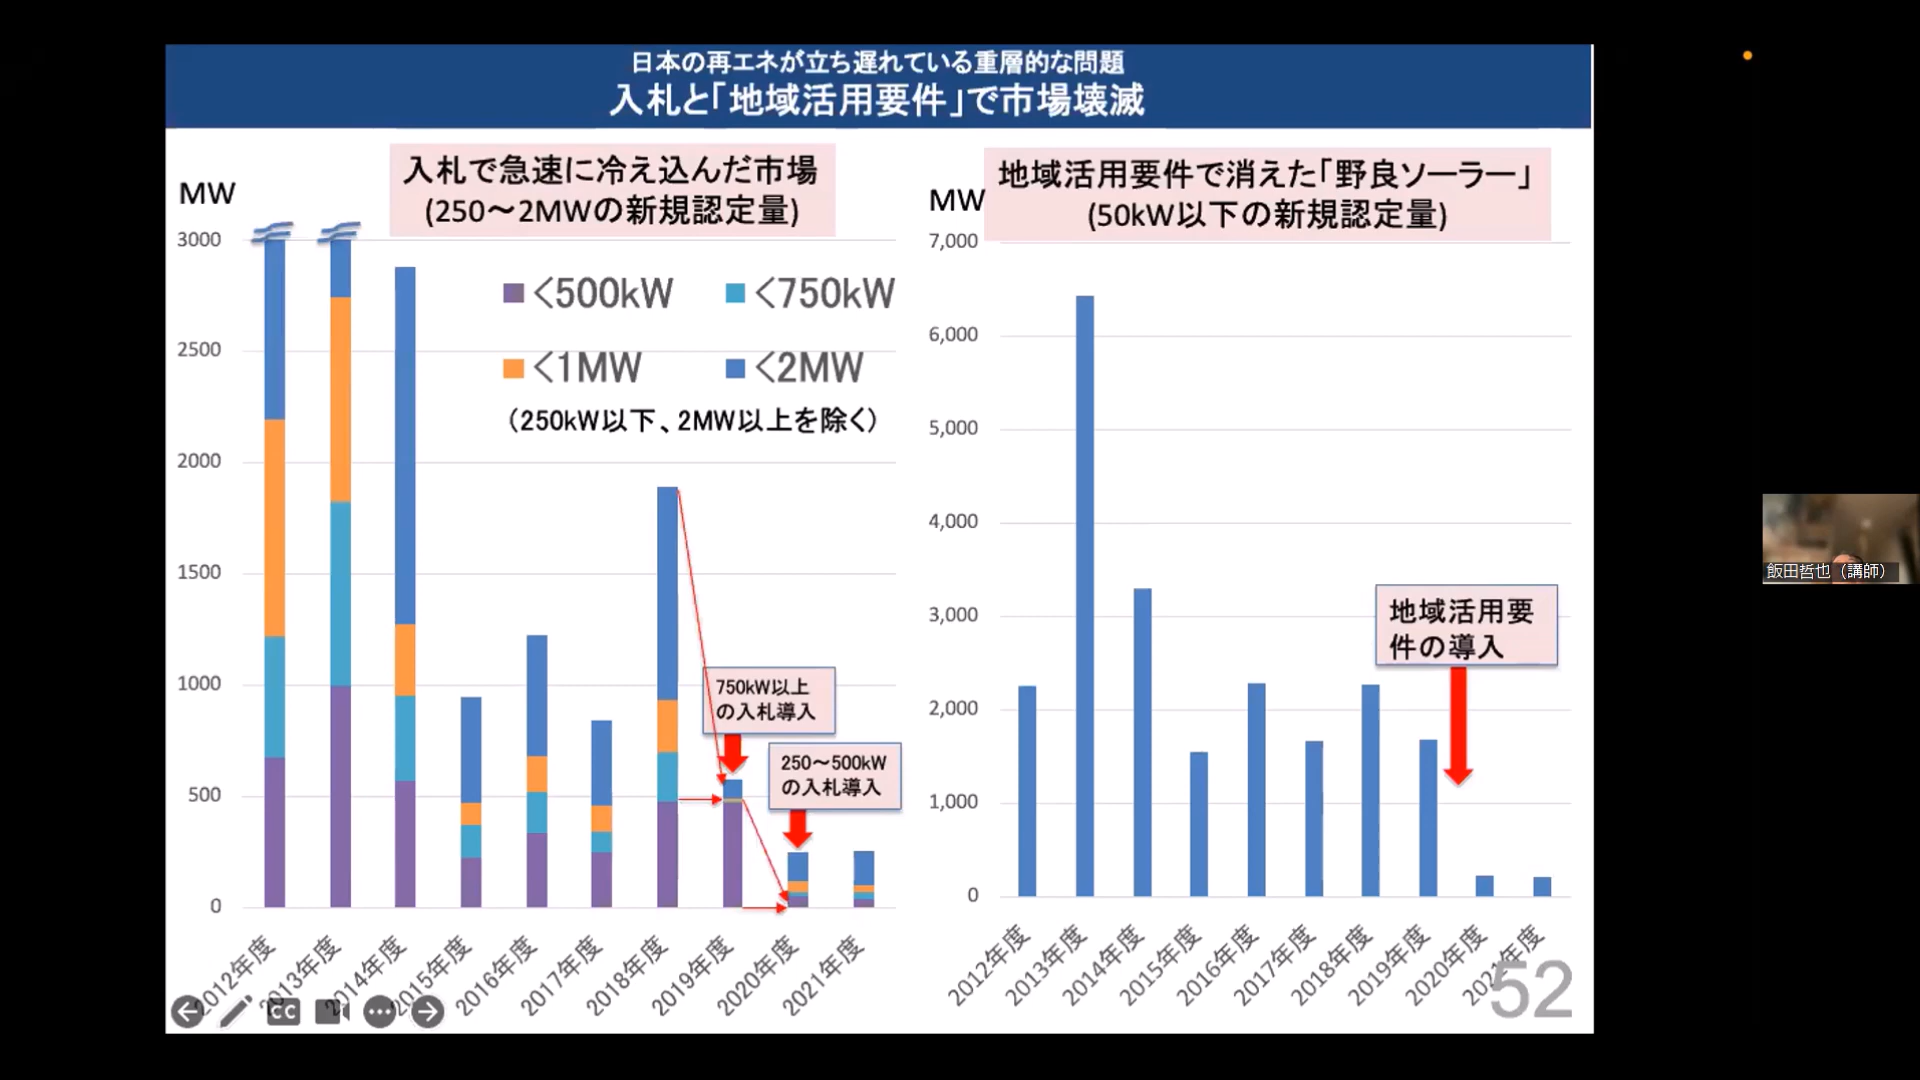 日本の再エネが立ち遅れている重層的な問題
入札と「地域活用要件」で市場壊滅
入札で急速に冷え込んだ市場
(250～2MWの新規認定量)
MW
3000
2500
2000
1500
1000
500
0
<500kW
<750kW
<1MW
<2MW
（250kW以下、2MW以上を除く）
750kW以上
の入札導入
250～500kW
の入札導入
2012年度
2013年度
2014年度
2015年度
2016年度
2017年度
2018年度
2019年度
2020年度
2021年度
CC
地域活用要件で消えた「野良ソーラー」
(50kW以下の新規認定量)
MW
7,000
6,000
5,000
4,000
3,000
2,000
1,000
0
地域活用要
件の導入
2012年度
2013年度
2014年度
2015年度
2016年度
2017年度
2018年度
2019年度
2020年度
2021年度
52
飯田哲也（講師）